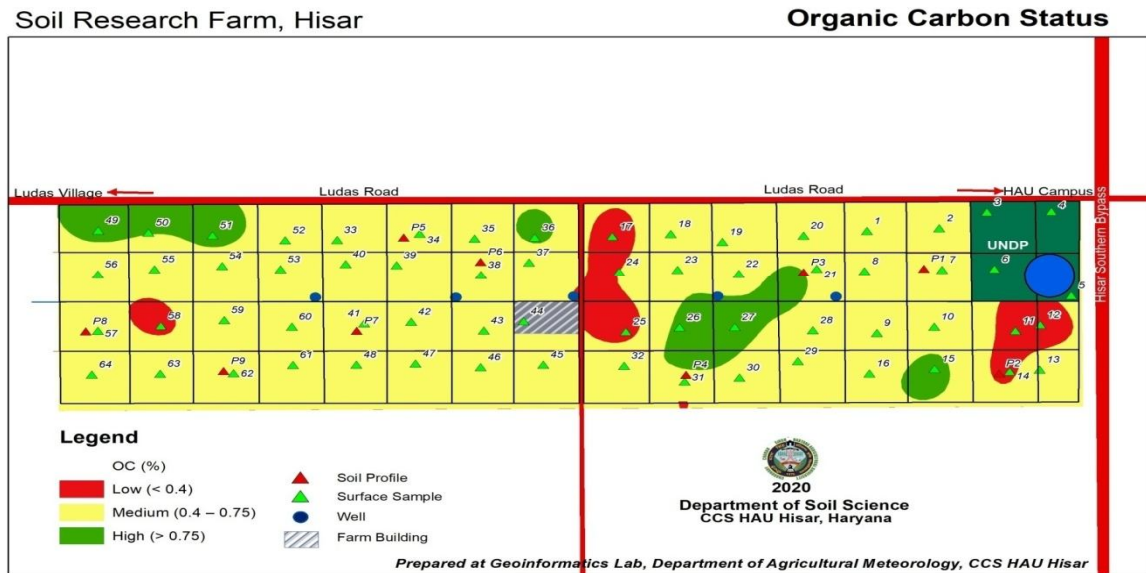 Soil Research Farm, Hisar
Organic Carbon Status
Ludas Village
Ludas Road
Ludas Road
HAU Campus
Hisar Southern Bypass
49 50 51 52 33 P5 34 35 36 17 18 19 20 1 2 3 4
UNDP
56 55 54 53 40 39 P6 38 37 24 23 22 P3 21 8 P1 7 6 5
P8 57 58 59 60 41 P7 42 43 44 25 26 27 28 9 10 11 12
64 63 P9 62 61 48 47 46 45 32 P4 31 30 29 16 15 P2 14 13
Legend
OC (%)
Low (< 0.4)
Medium (0.4 – 0.75)
High (> 0.75)
Soil Profile
Surface Sample
Well
Farm Building
2020
Department of Soil Science
CCS HAU Hisar, Haryana
Prepared at Geoinformatics Lab, Department of Agricultural Meteorology, CCS HAU Hisar